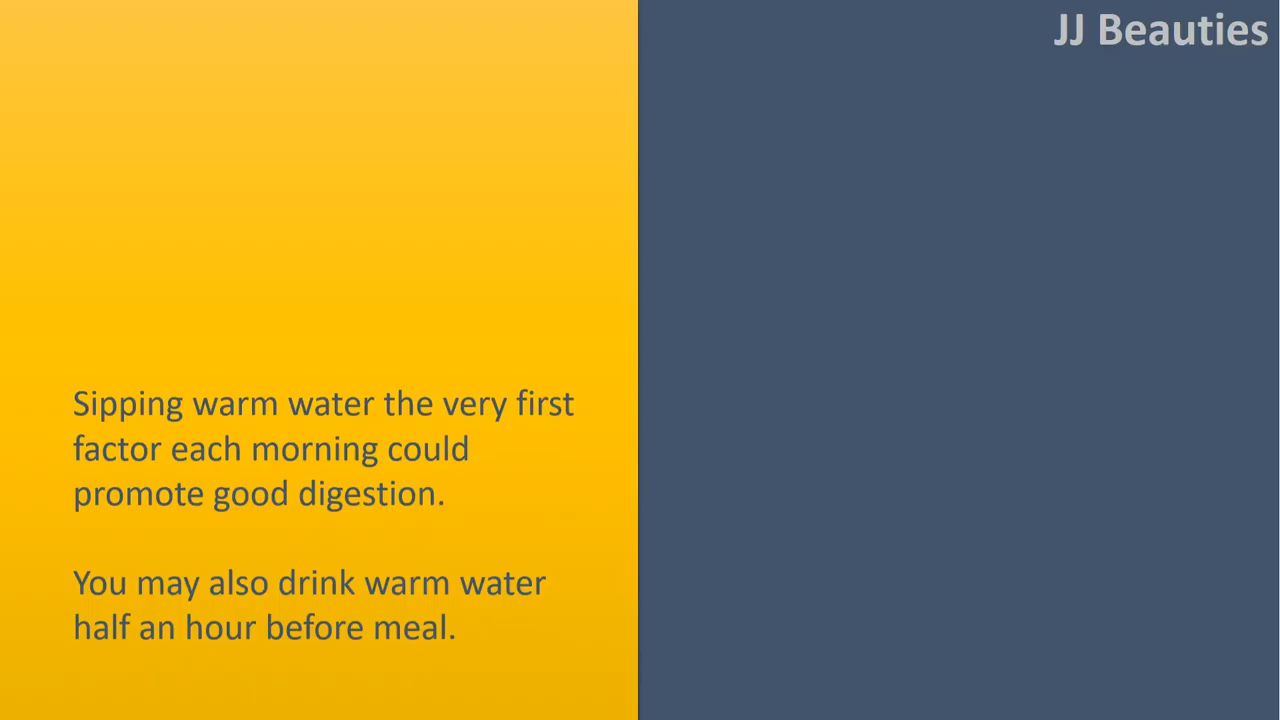 JJ Beauties
Sipping warm water the very first
factor each morning could
promote good digestion.
You may also drink warm water
half an hour before meal.